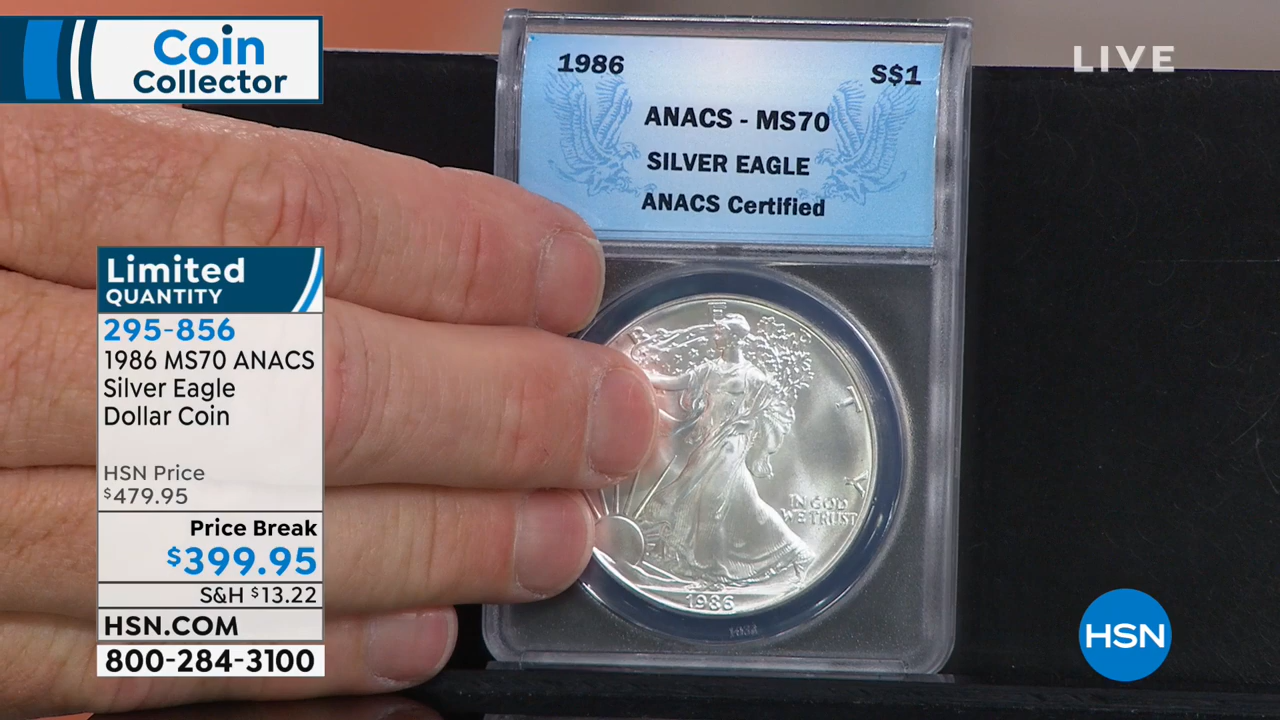 Coin
Collector
LIVE
1986
S$1
ANACS - MS70
SILVER EAGLE
ANACS Certified
Limited
QUANTITY
295-856
1986 MS70 ANACS
Silver Eagle
Dollar Coin
HSN Price
$479.95
Price Break
$399.95
S&H $13.22
HSN.COM
800-284-3100
T
Y
IN GOD
WE TRUST
1986
HSN